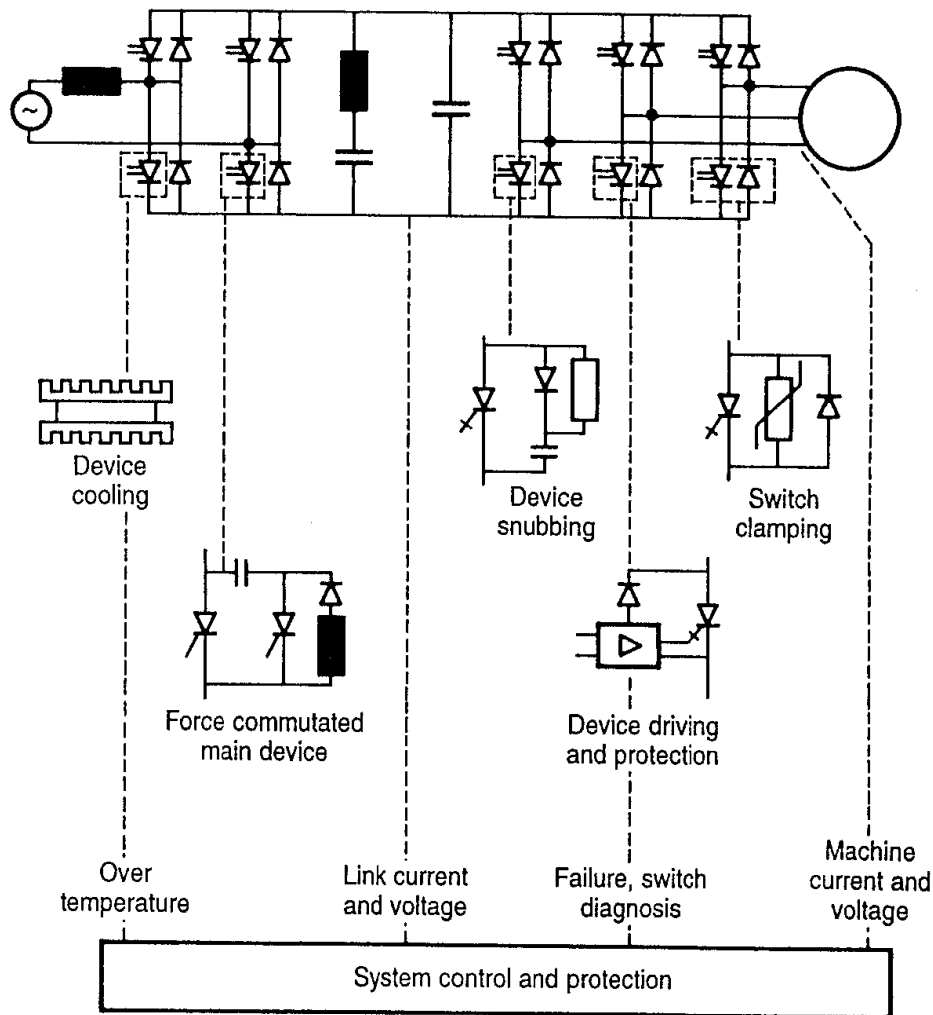 ~
Device
cooling
Device
snubbing
Switch
clamping
Force commutated
main device
Device driving
and protection
Over
temperature
Link current
and voltage
Failure, switch
diagnosis
Machine
current and
voltage
System control and protection